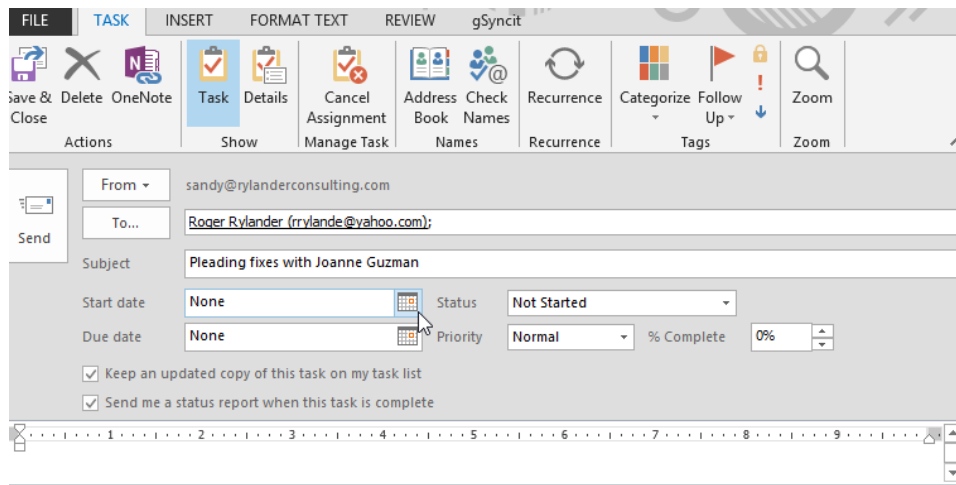 FILE TASK INSERT FORMAT TEXT REVIEW gSyncit
Save & Close Delete OneNote Task Details Cancel Assignment Address Book Check Names Recurrence Categorize Follow Up Zoom
Actions Show Manage Task Names Recurrence Tags Zoom
From sandy@rylanderconsulting.com
To... Roger Rylander (rrylande@yahoo.com);
Send
Subject Pleading fixes with Joanne Guzman
Start date None Status Not Started
Due date None Priority Normal % Complete 0%
Keep an updated copy of this task on my task list
Send me a status report when this task is complete
1 2 3 4 5 6 7 8 9